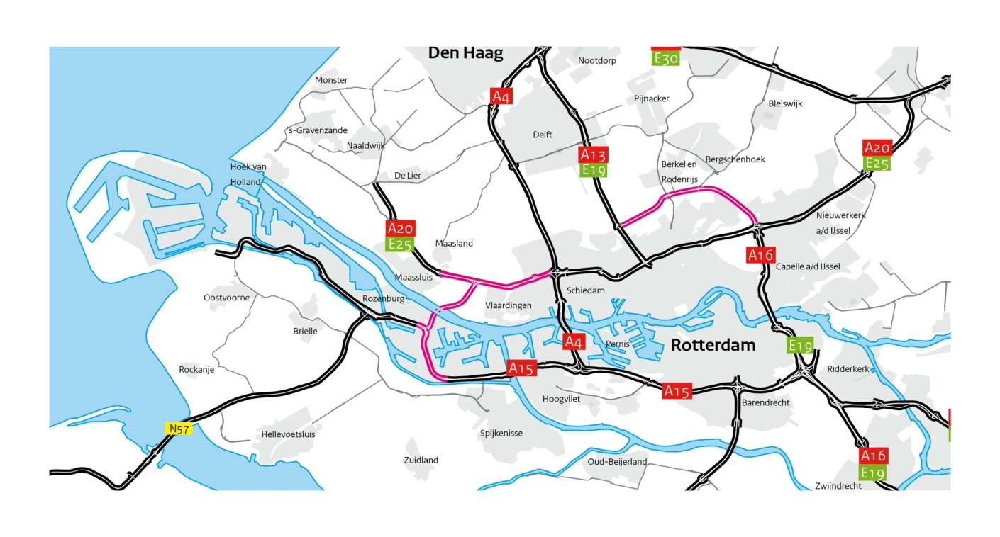 Den Haag
Nootdorp
E30
Monster
A4
Pijnacker
Bleiswijk
's-Gravenzande
Delft
Naaldwijk
A13
E19
A20
E25
Hoek van
Holland
De Lier
Berkel en
Rodenrijs
Bergschenhoek
A20
E25
Maasland
Nieuwerkerk
a/d IJssel
A16
Capelle a/d IJssel
Maassluis
Oostvoorne
Rozenburg
Schiedam
Vlaardingen
Brielle
A4
Pernis
Rotterdam
E19
Rockanje
A15
Ridderkerk
A15
Hoogvliet
Barendrecht
N57
Hellevoetsluis
Spijkenisse
Zuidland
Oud-Beijerland
A16
E19
Zwijndrecht